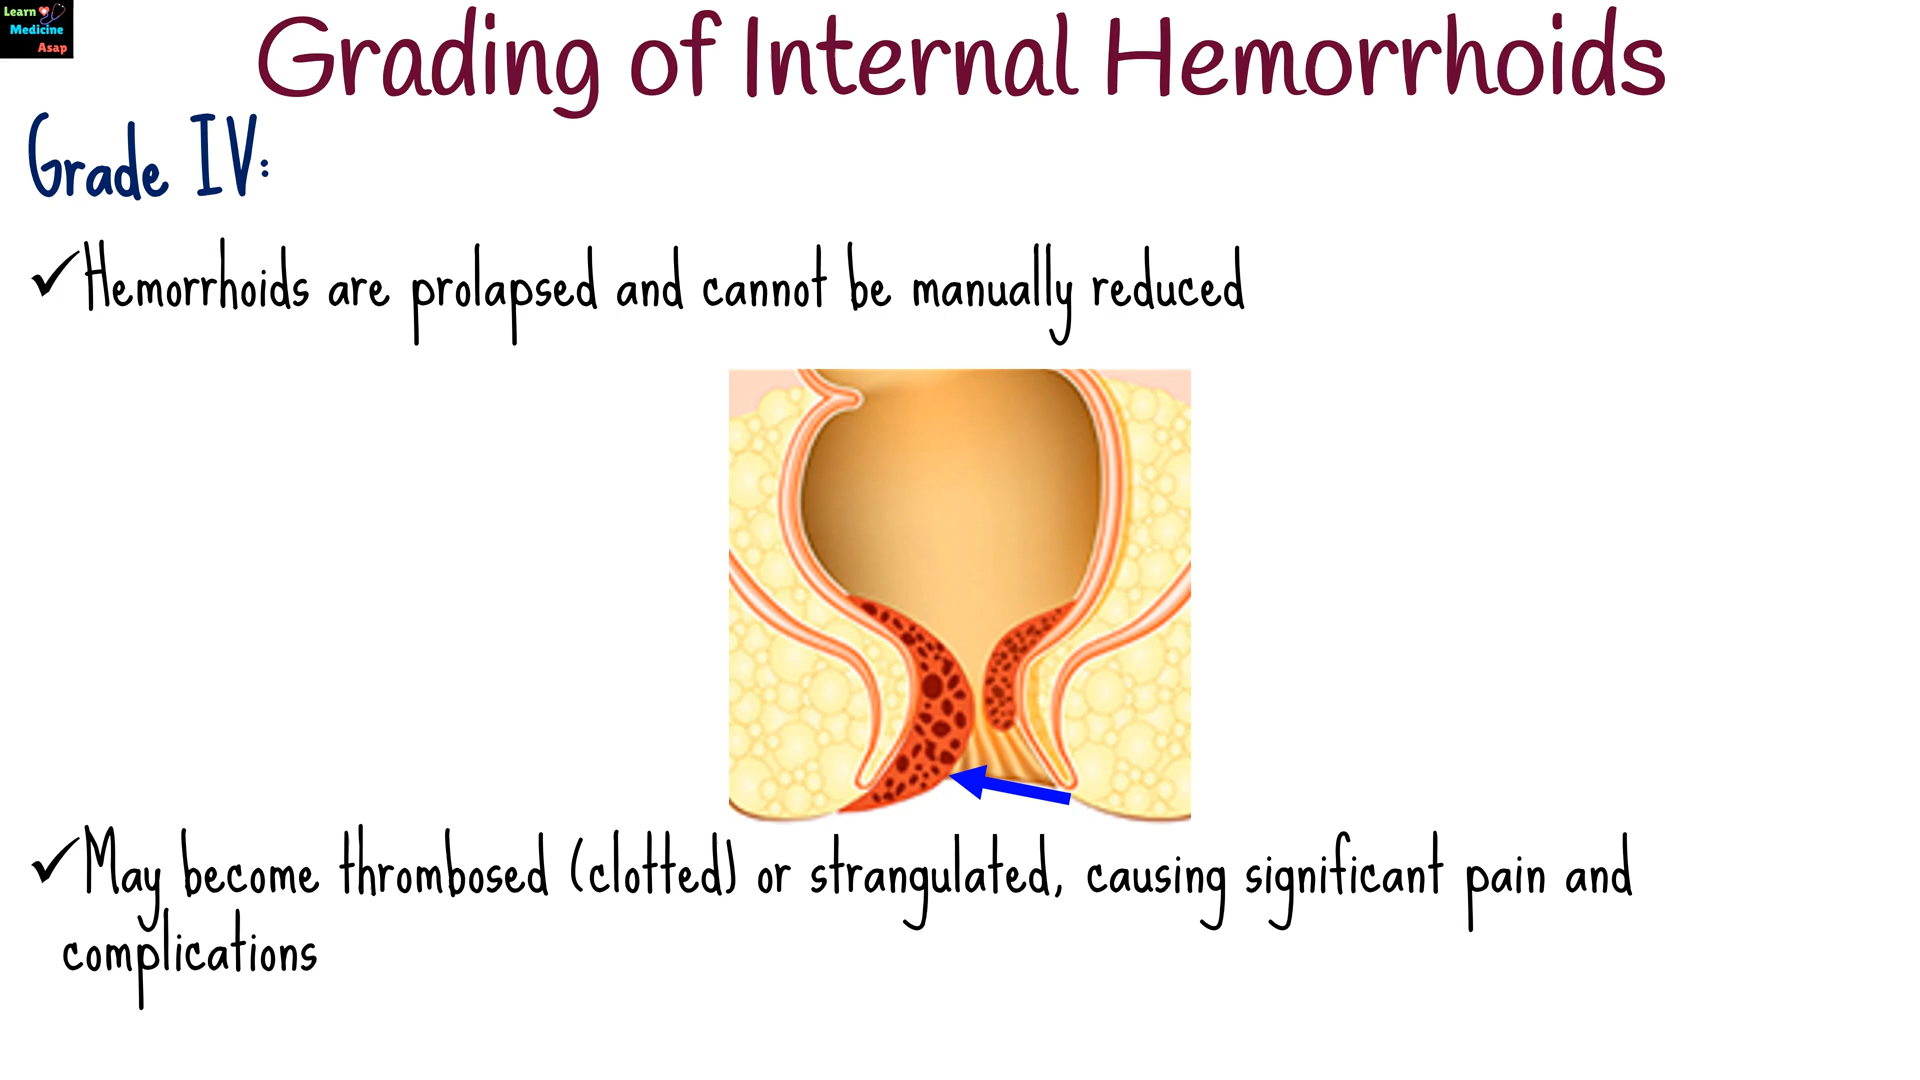 Learn
Medicine
Asap
Grading of Internal Hemorrhoids
Grade IV:
✓Hemorrhoids are prolapsed and cannot be manually reduced
✓May become thrombosed (clotted) or strangulated, causing significant pain and
complications